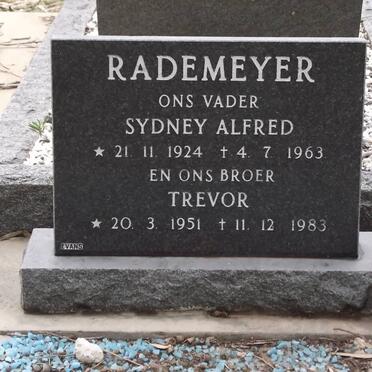 RADEMEYER
ONS VADER
SYDNEY ALFRED
★ 21 11 1924 † 4 7 1963
EN ONS BROER
TREVOR
★ 20 3 1951 † 11 12 1983
EVANS